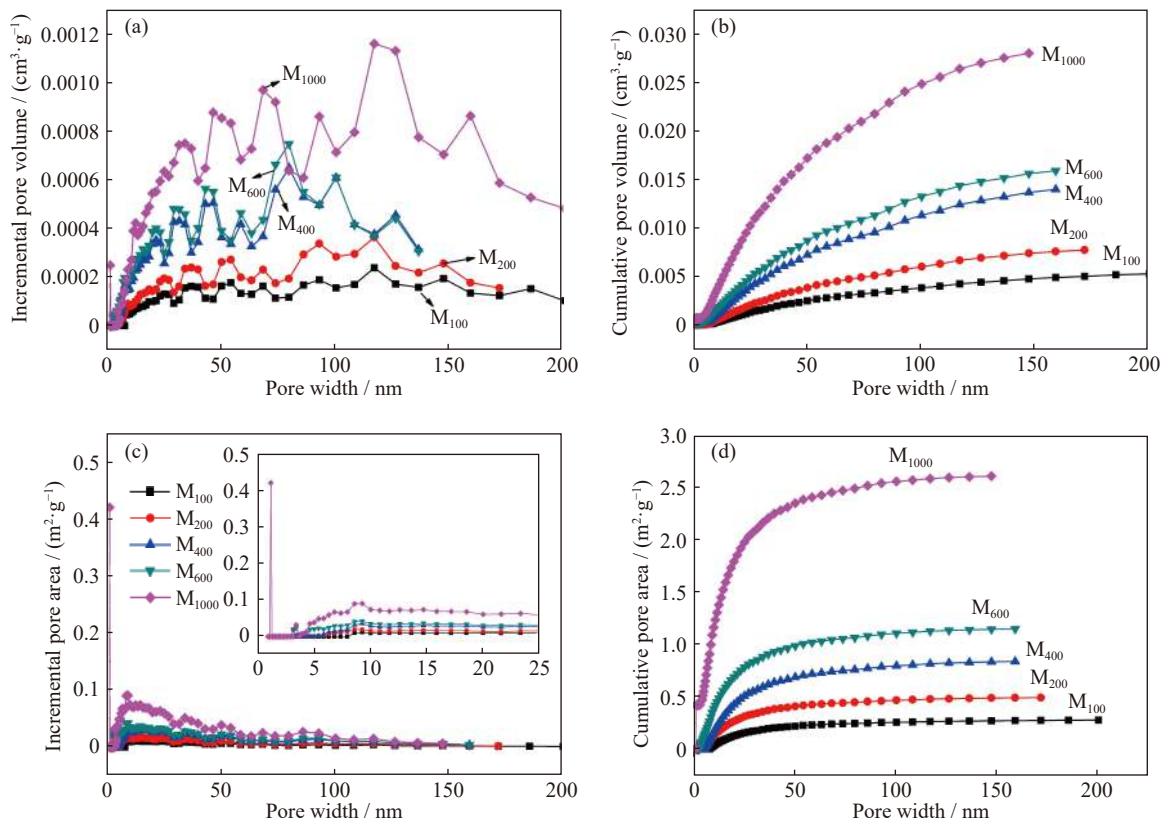 (a)
Incremental pore volume / (cm³·g⁻¹)
0.0012
0.0010
0.0008
0.0006
0.0004
0.0002
0
M₁₀₀₀
M₆₀₀
M₄₀₀
M₂₀₀
M₁₀₀
0 50 100 150 200
Pore width / nm
(b)
Cumulative pore volume / (cm³·g⁻¹)
0.030
0.025
0.020
0.015
0.010
0.005
0
M₁₀₀₀
M₆₀₀
M₄₀₀
M₂₀₀
M₁₀₀
0 50 100 150 200
Pore width / nm
(c)
Incremental pore area / (m²·g⁻¹)
0.5
0.4
0.3
0.2
0.1
0
M₁₀₀
M₂₀₀
M₄₀₀
M₆₀₀
M₁₀₀₀
0.5
0.4
0.3
0.2
0.1
0
0 5 10 15 20 25
0 50 100 150 200
Pore width / nm
(d)
Cumulative pore area / (m²·g⁻¹)
3.0
2.5
2.0
1.5
1.0
0.5
0
M₁₀₀₀
M₆₀₀
M₄₀₀
M₂₀₀
M₁₀₀
0 50 100 150 200
Pore width / nm